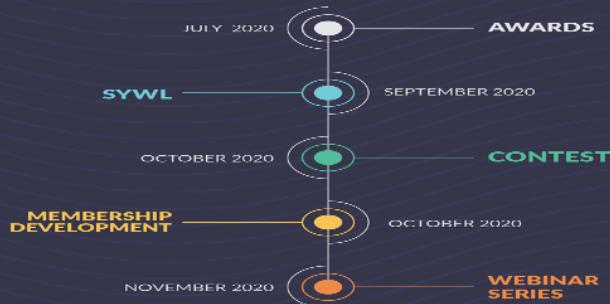 JULY 2020
AWARDS
SYWL
SEPTEMBER 2020
OCTOBER 2020
CONTEST
MEMBERSHIP
DEVELOPMENT
OCTOBER 2020
NOVEMBER 2020
WEBINAR
SERIES